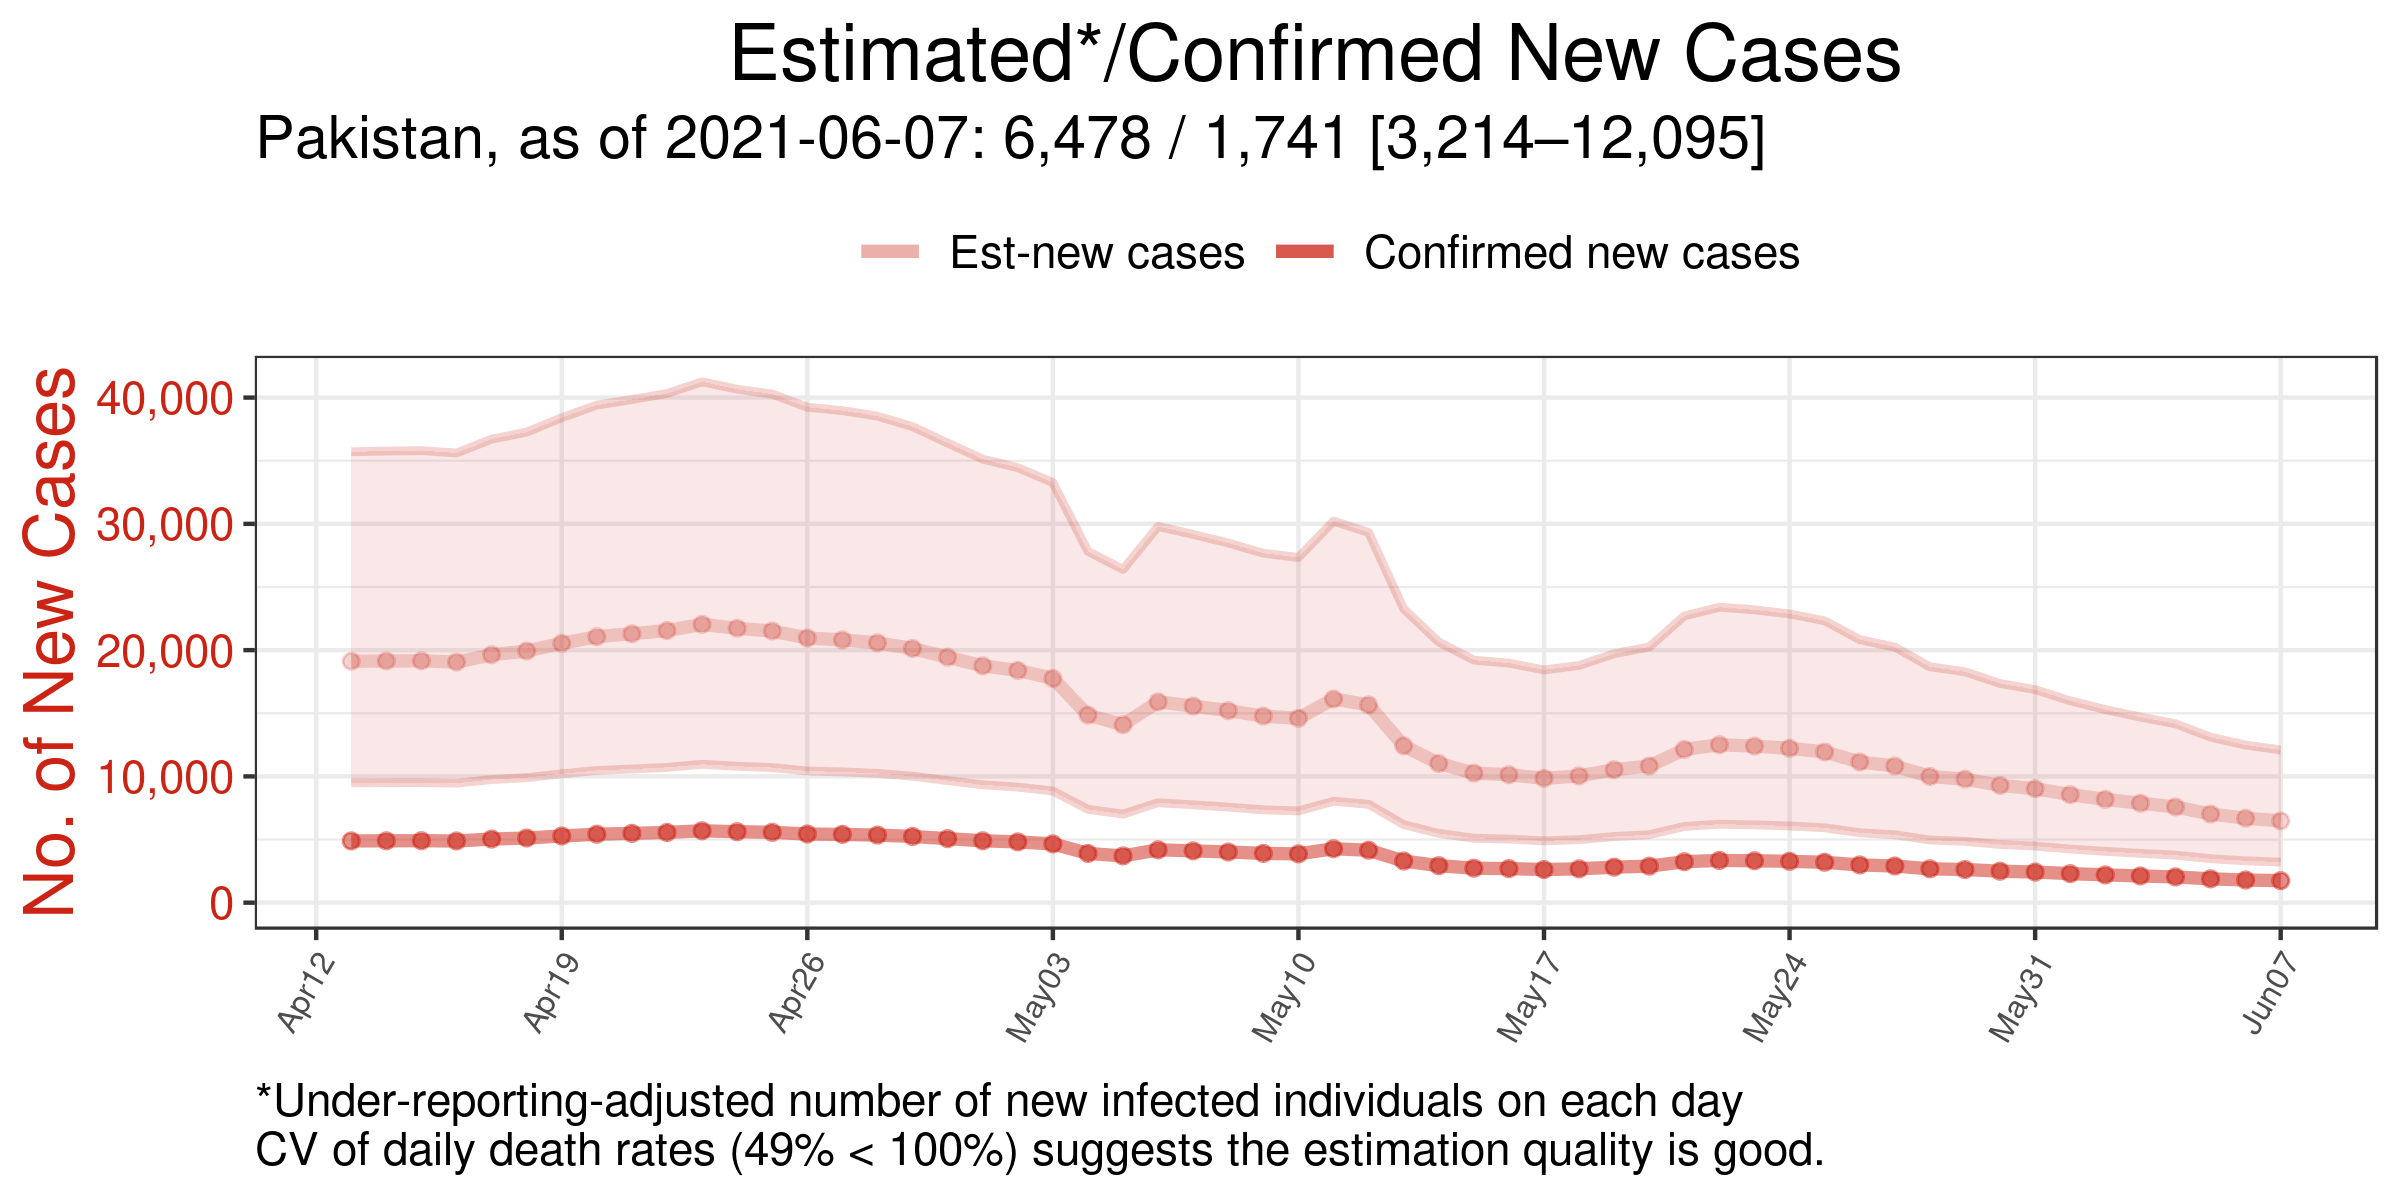 Estimated*/Confirmed New Cases
Pakistan, as of 2021-06-07: 6,478 / 1,741 [3,214–12,095]
Est-new cases
Confirmed new cases
No. of New Cases
40,000
30,000
20,000
10,000
0
Apr12
Apr19
Apr26
May03
May10
May17
May24
May31
Jun07
*Under-reporting-adjusted number of new infected individuals on each day
CV of daily death rates (49% < 100%) suggests the estimation quality is good.